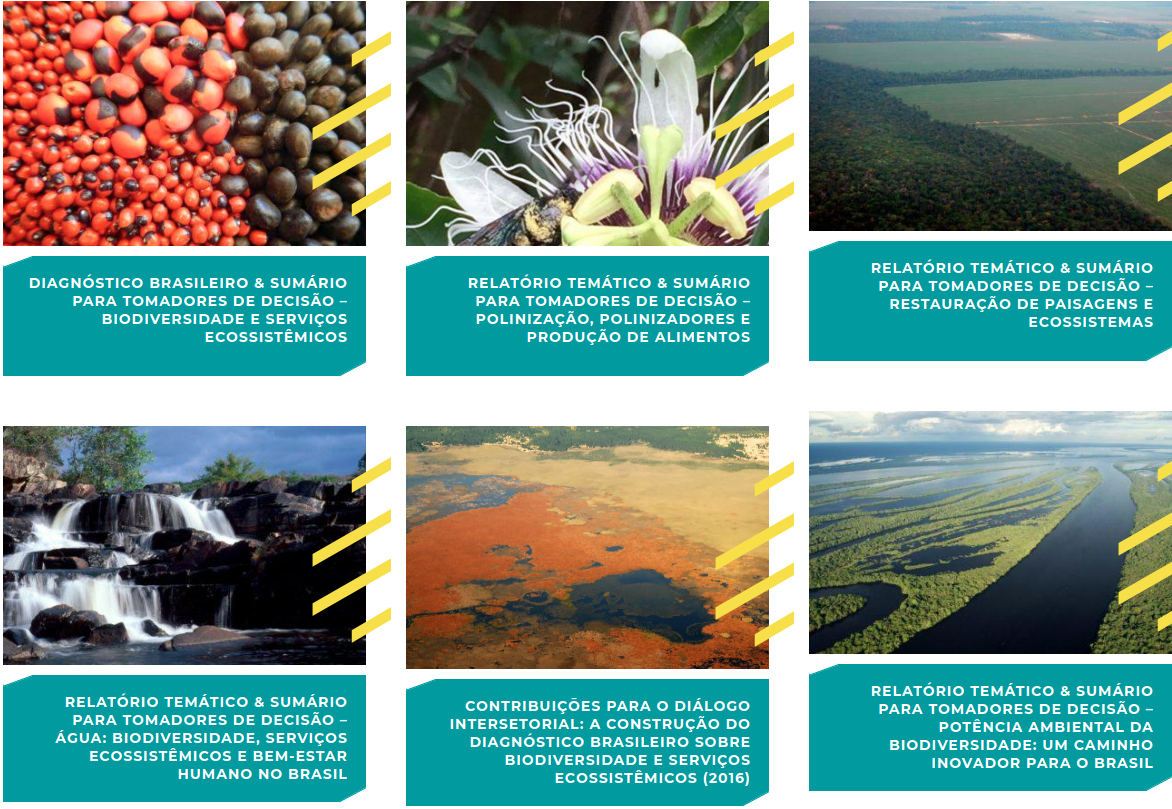 DIAGNÓSTICO BRASILEIRO & SUMÁRIO
PARA TOMADORES DE DECISÃO –
BIODIVERSIDADE E SERVIÇOS
ECOSSISTÊMICOS
RELATÓRIO TEMÁTICO & SUMÁRIO
PARA TOMADORES DE DECISÃO –
POLINIZAÇÃO, POLINIZADORES E
PRODUÇÃO DE ALIMENTOS
RELATÓRIO TEMÁTICO & SUMÁRIO
PARA TOMADORES DE DECISÃO –
RESTAURAÇÃO DE PAISAGENS E
ECOSSISTEMAS
RELATÓRIO TEMÁTICO & SUMÁRIO
PARA TOMADORES DE DECISÃO –
ÁGUA: BIODIVERSIDADE, SERVIÇOS
ECOSSISTÊMICOS E BEM-ESTAR
HUMANO NO BRASIL
CONTRIBUIÇÕES PARA O DIÁLOGO
INTERSETORIAL: A CONSTRUÇÃO DO
DIAGNÓSTICO BRASILEIRO SOBRE
BIODIVERSIDADE E SERVIÇOS
ECOSSISTÊMICOS (2016)
RELATÓRIO TEMÁTICO & SUMÁRIO
PARA TOMADORES DE DECISÃO –
POTÊNCIA AMBIENTAL DA
BIODIVERSIDADE: UM CAMINHO
INOVADOR PARA O BRASIL